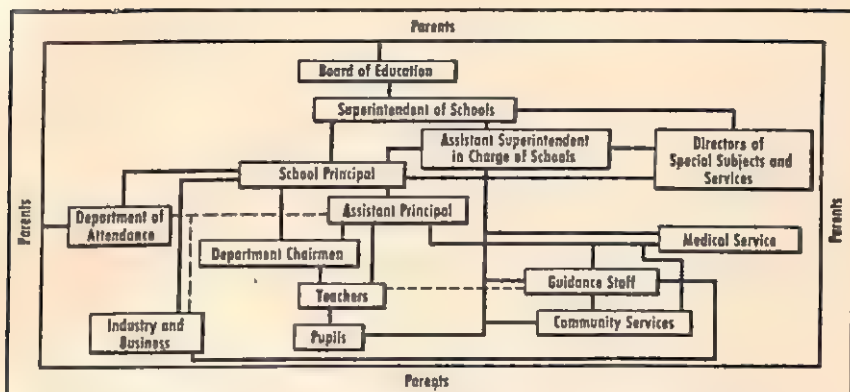 Parents
Board of Education
Superintendent of Schools
Assistant Superintendent
in Charge of Schools
Directors of
Special Subjects and
Services
School Principal
Parents
Department of
Attendance
Assistant Principal
Parents
Department Chairmen
Medical Service
Teachers
Guidance Staff
Industry and
Business
Pupils
Community Services
Parents